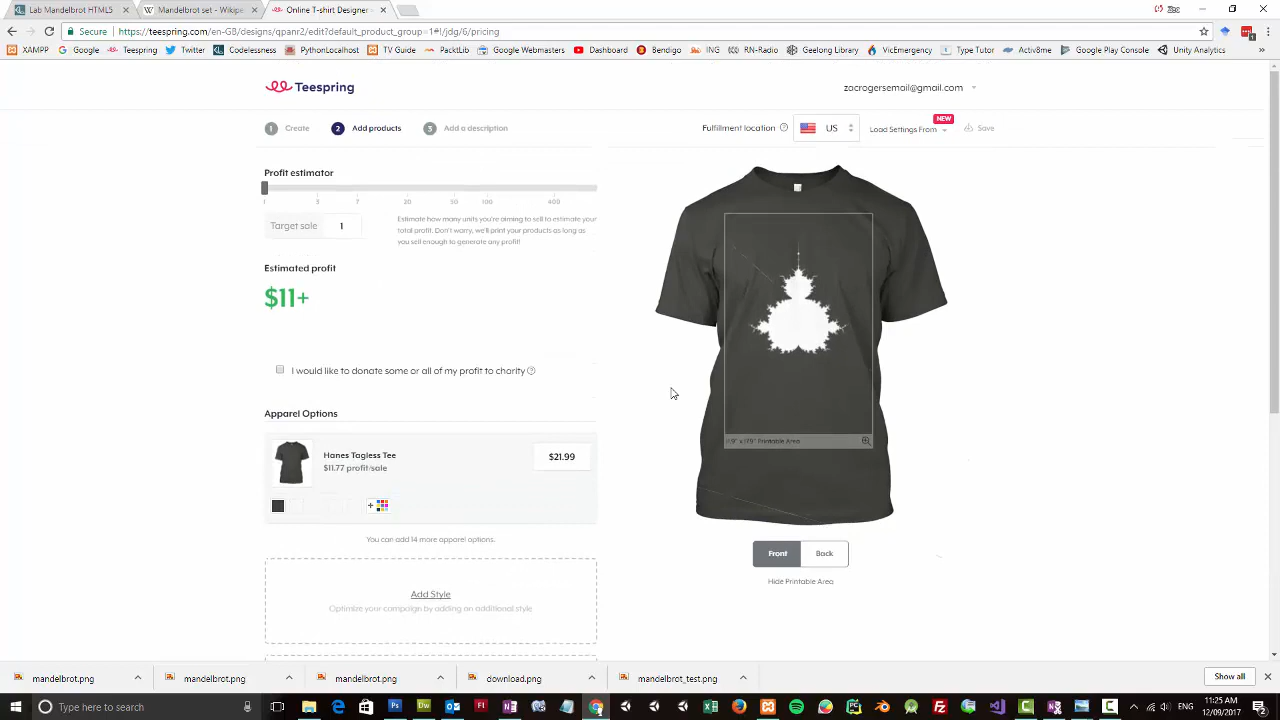 Lab Mandelbrot HTML5
Mandelbrot set - Wikip
Online T-shirt Designer
Secure
https://teespring.com/en-GB/designs/qpanr2/edit?default_product_group=1#!/jdg/6/pricing
XAMPP
Google
Teespring
Twitter
Codelessness
PythonLocalhost
TV Guide
PacktLib
Google Webmasters
Dashboard
Bendigo
ING
RN-Radio
Geelong Library
VicEmergency
Type Tutor
Activ8me
Google Play Console
Unity Analytics
Teespring
zacrogersemail@gmail.com
1 Create
2 Add products
3 Add a description
Fulfillment location
US
Load Settings From
NEW
Save
Profit estimator
1 3 7 20 50 100 400
Target sale 1
Estimate how many units you're aiming to sell to estimate your
total profit. Don't worry, we'll print your products as long as
you sell enough to generate any profit!
Estimated profit
$11+
I would like to donate some or all of my profit to charity
Apparel Options
Hanes Tagless Tee
$11.77 profit/sale
$21.99
You can add 14 more apparel options.
Add Style
Optimize your campaign by adding an additional style
Printable Area
Front
Back
Hide Printable Area
mandelbrot.png
mandelbrot.png
mandelbrot.png
download.png
mandelbrot_test.png
Show all
Type here to search
11:25 AM
12/09/2017